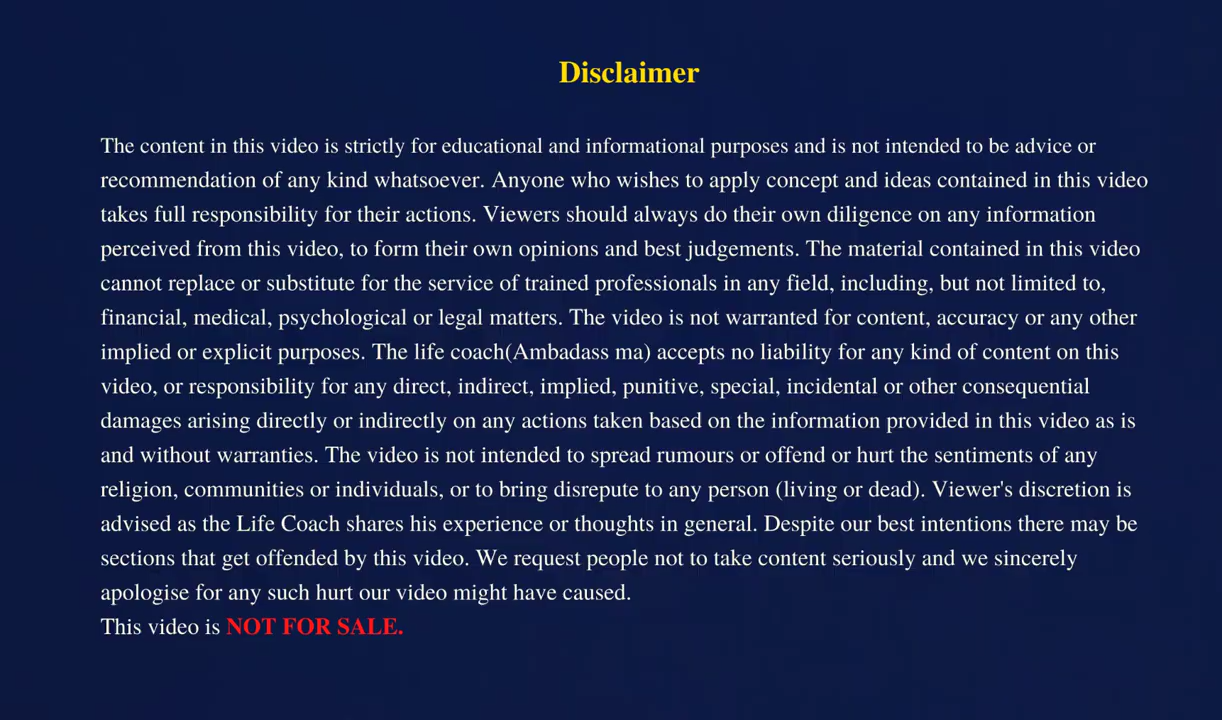 Disclaimer
The content in this video is strictly for educational and informational purposes and is not intended to be advice or
recommendation of any kind whatsoever. Anyone who wishes to apply concept and ideas contained in this video
takes full responsibility for their actions. Viewers should always do their own diligence on any information
perceived from this video, to form their own opinions and best judgements. The material contained in this video
cannot replace or substitute for the service of trained professionals in any field, including, but not limited to,
financial, medical, psychological or legal matters. The video is not warranted for content, accuracy or any other
implied or explicit purposes. The life coach(Ambadass ma) accepts no liability for any kind of content on this
video, or responsibility for any direct, indirect, implied, punitive, special, incidental or other consequential
damages arising directly or indirectly on any actions taken based on the information provided in this video as is
and without warranties. The video is not intended to spread rumours or offend or hurt the sentiments of any
religion, communities or individuals, or to bring disrepute to any person (living or dead). Viewer's discretion is
advised as the Life Coach shares his experience or thoughts in general. Despite our best intentions there may be
sections that get offended by this video. We request people not to take content seriously and we sincerely
apologise for any such hurt our video might have caused.
This video is NOT FOR SALE.